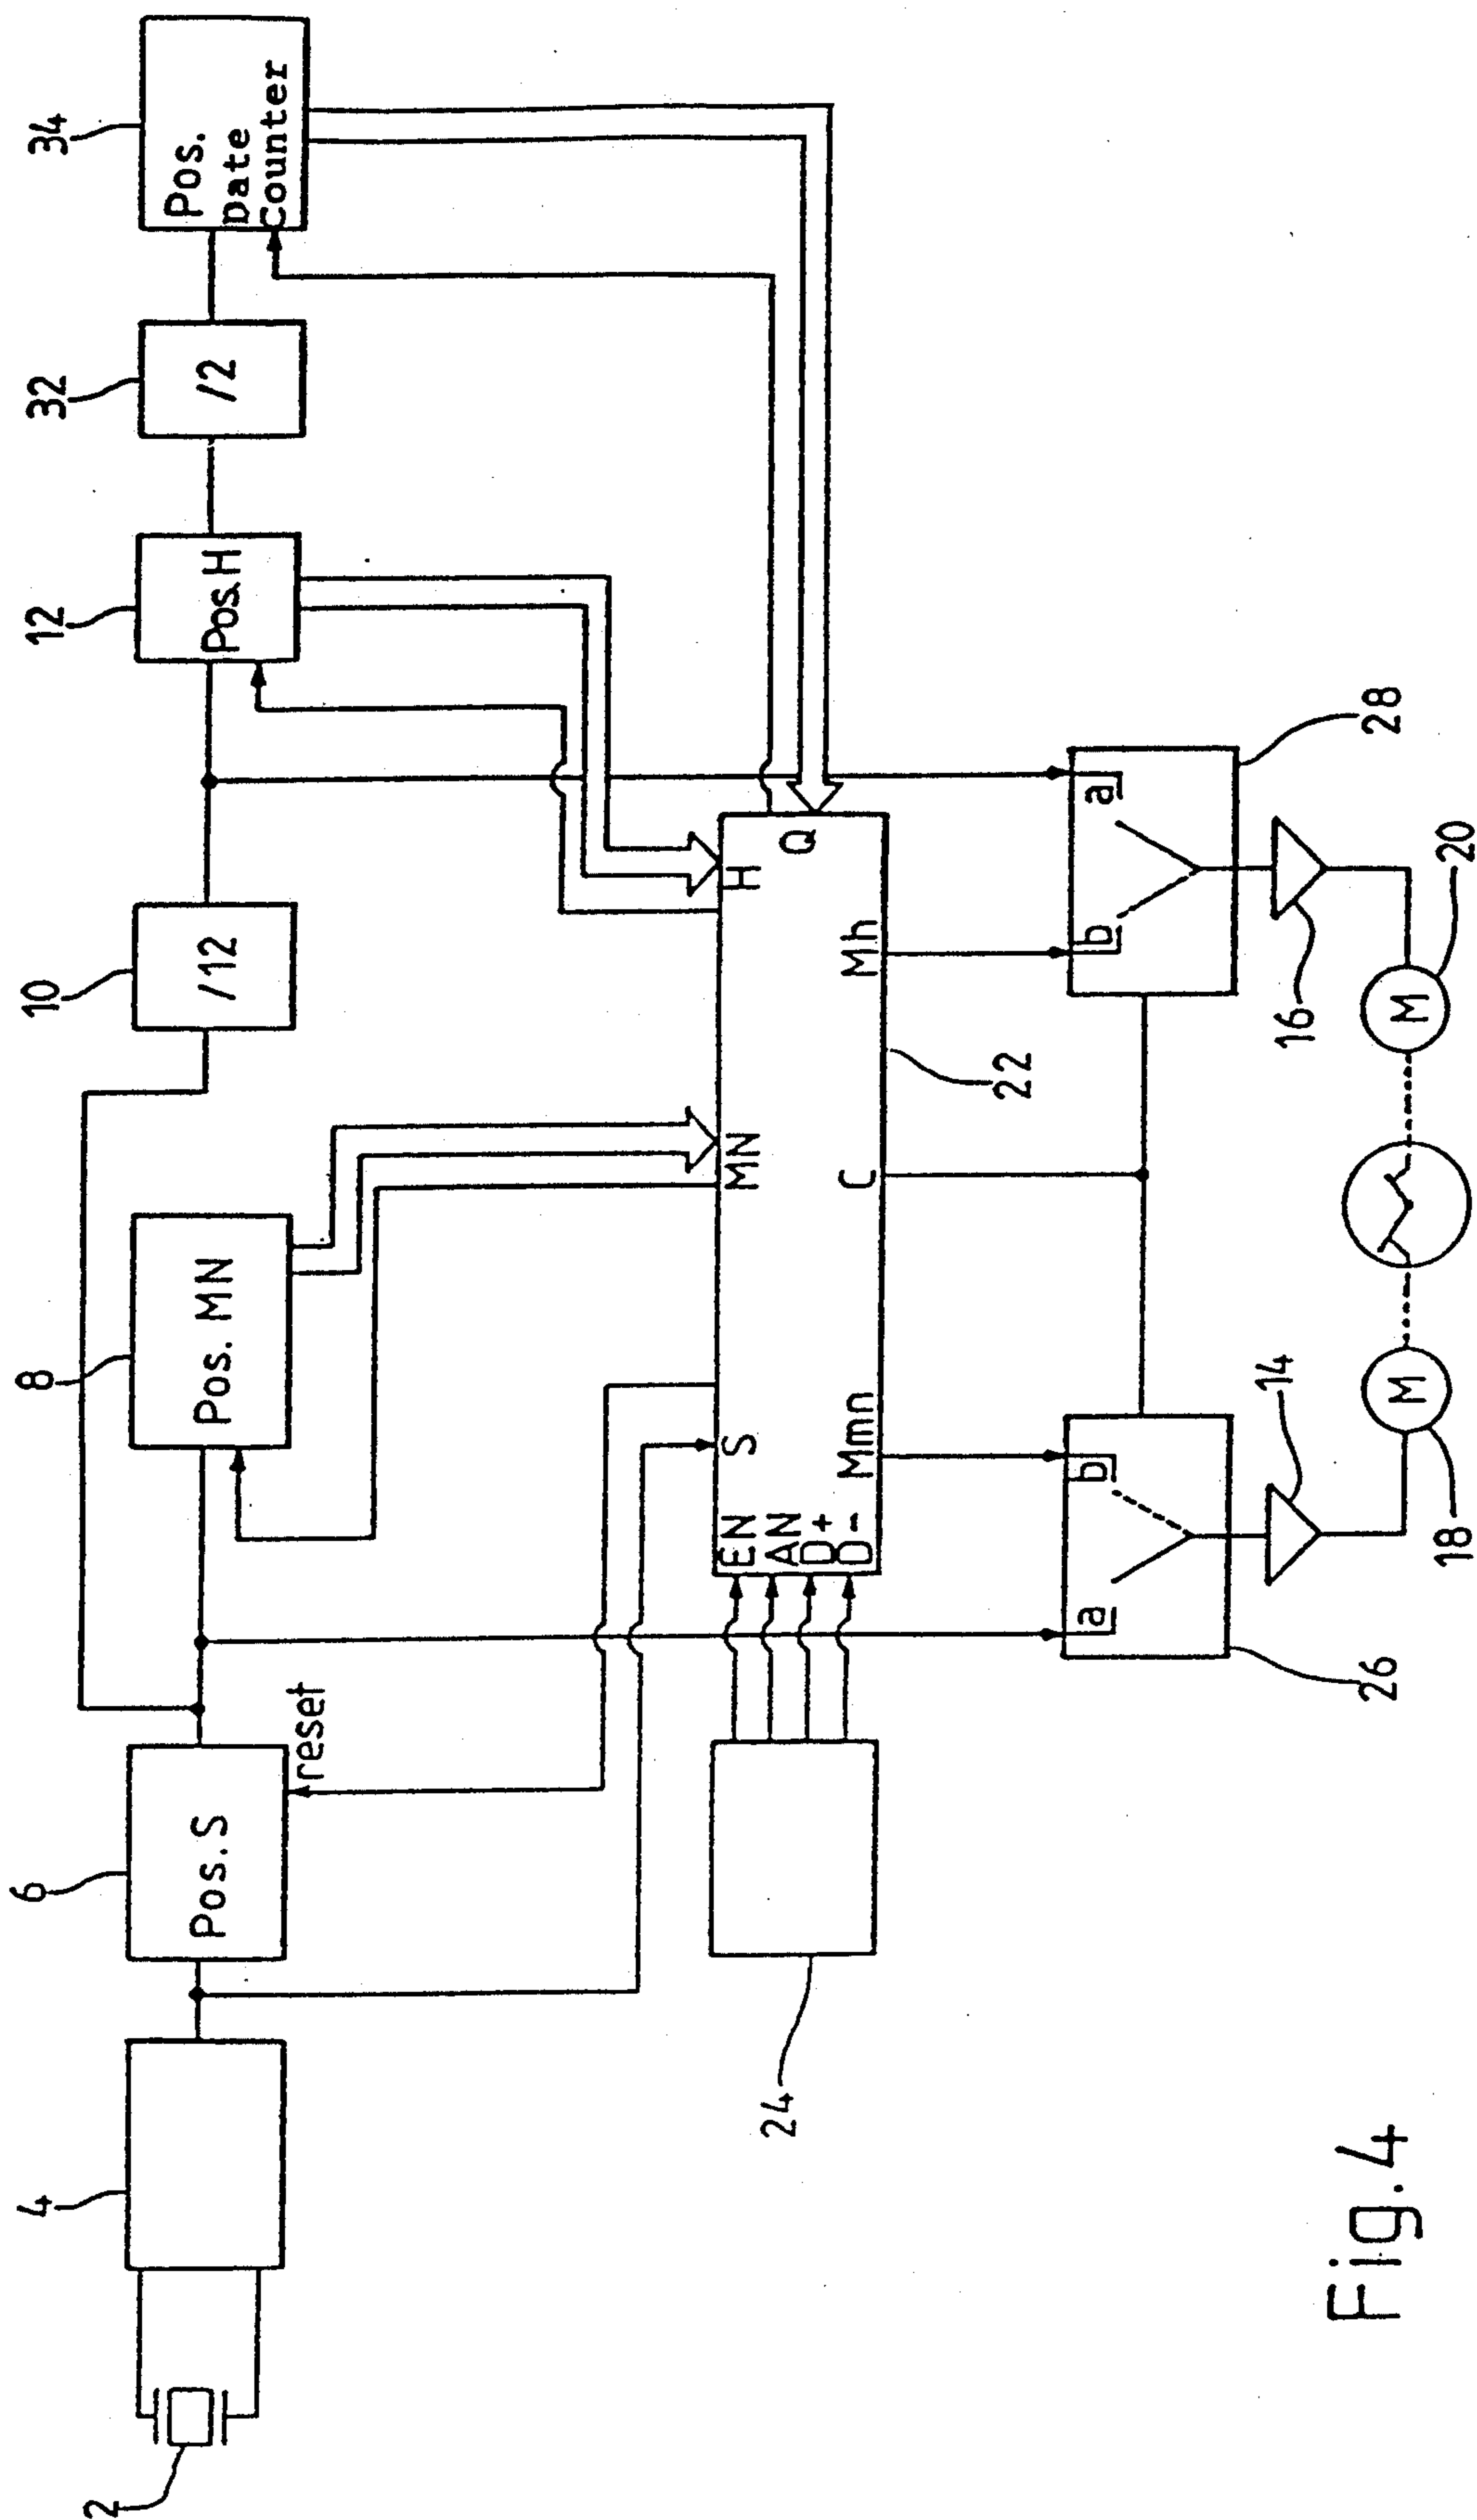 2
4
6
8
10
12
32
34
Pos. S
Pos. MN
/12
Pos. H
/2
Pos.
Date
Counter
reset
S
MN
H
EN
AN
D+
D-
Q
Mmn
C
Mh
24
22
a
b
b
a
26
14
16
28
18
M
M
20
Fig. 4